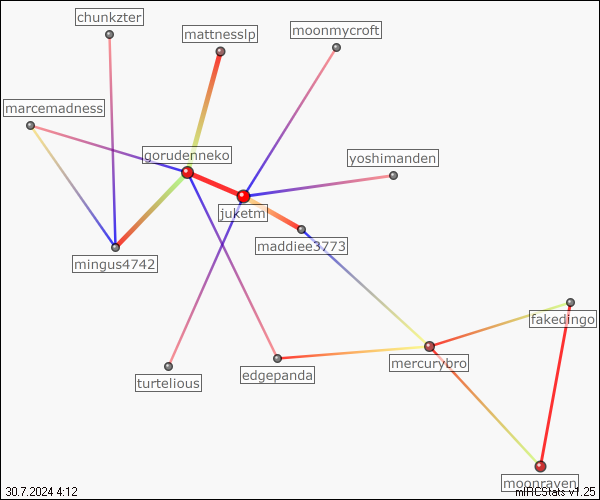 chunkzter
mattnesslp
moonmycroft
marcemadness
gorudenneko
yoshimanden
juketm
maddiee3773
mingus4742
fakedingo
mercurybro
edgepanda
turtelious
moonraven
30.7.2024 4:12
mIRCStats v1.25